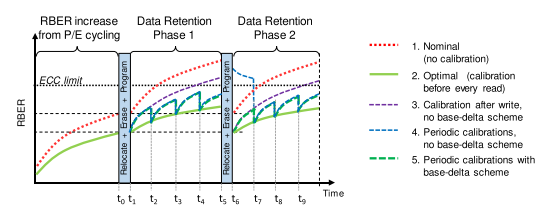 RBER increase
from P/E cycling
Data Retention
Phase 1
Data Retention
Phase 2
ECC limit
RBER
Relocate + Erase + Program
Relocate + Erase + Program
Time
t0 t1 t2 t3 t4 t5 t6 t7 t8 t9
1. Nominal
(no calibration)
2. Optimal (calibration
before every read)
3. Calibration after write,
no base-delta scheme
4. Periodic calibrations,
no base-delta scheme
5. Periodic calibrations with
base-delta scheme